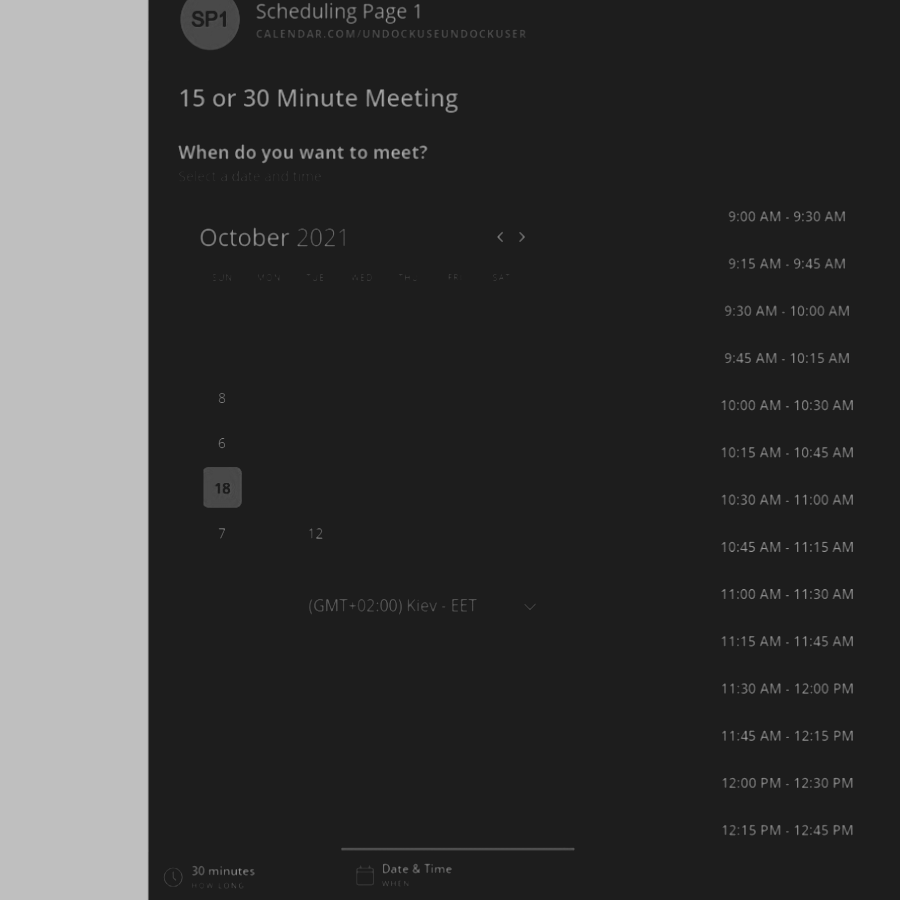 SP1
Scheduling Page 1
CALENDAR.COM/UNDOCKUSEUNDOCKUSER
15 or 30 Minute Meeting
When do you want to meet?
Select a date and time
October 2021
SUN MON TUE WED THU FRI SAT
8
6
18
7 12
(GMT+02:00) Kiev - EET
9:00 AM - 9:30 AM
9:15 AM - 9:45 AM
9:30 AM - 10:00 AM
9:45 AM - 10:15 AM
10:00 AM - 10:30 AM
10:15 AM - 10:45 AM
10:30 AM - 11:00 AM
10:45 AM - 11:15 AM
11:00 AM - 11:30 AM
11:15 AM - 11:45 AM
11:30 AM - 12:00 PM
11:45 AM - 12:15 PM
12:00 PM - 12:30 PM
12:15 PM - 12:45 PM
30 minutes
HOW LONG
Date & Time
WHEN